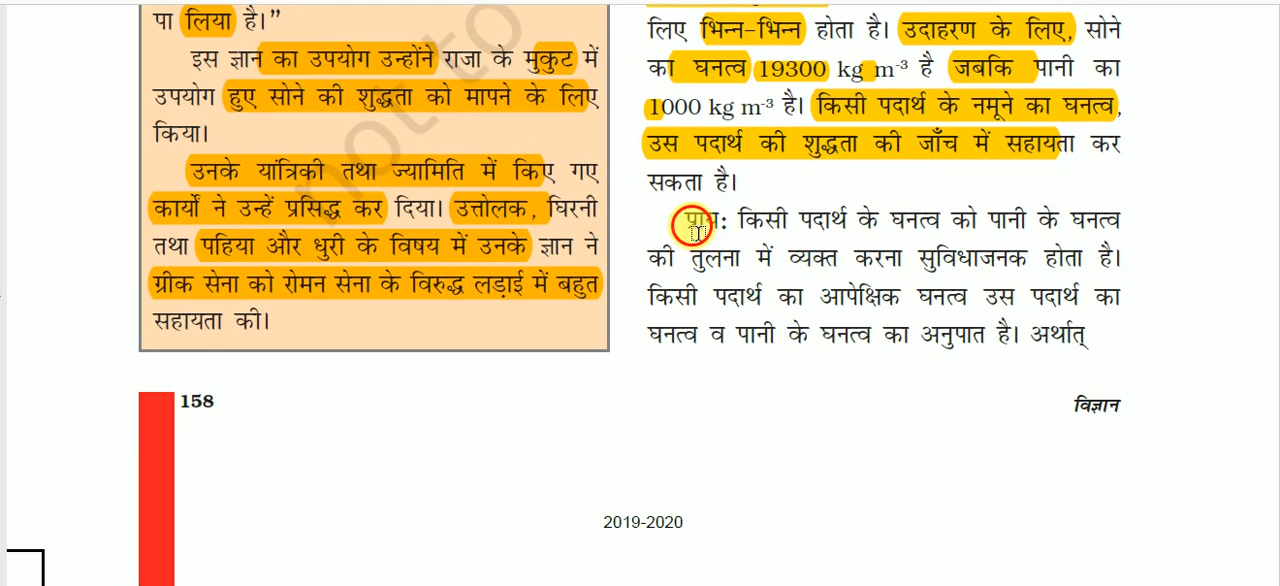 पा लिया है।”
इस ज्ञान का उपयोग उन्होंने राजा के मुकुट में
उपयोग हुए सोने की शुद्धता को मापने के लिए
किया।
उनके यांत्रिकी तथा ज्यामिति में किए गए
कार्यों ने उन्हें प्रसिद्ध कर दिया। उत्तोलक, घिरनी
तथा पहिया और धुरी के विषय में उनके ज्ञान ने
ग्रीक सेना को रोमन सेना के विरुद्ध लड़ाई में बहुत
सहायता की।
लिए भिन्न-भिन्न होता है। उदाहरण के लिए, सोने
का घनत्व 19300 kg m⁻³ है जबकि पानी का
1000 kg m⁻³ है। किसी पदार्थ के नमूने का घनत्व,
उस पदार्थ की शुद्धता की जाँच में सहायता कर
सकता है।
किसी पदार्थ के घनत्व को पानी के घनत्व
की तुलना में व्यक्त करना सुविधाजनक होता है।
किसी पदार्थ का आपेक्षिक घनत्व उस पदार्थ का
घनत्व व पानी के घनत्व का अनुपात है। अर्थात्
158
विज्ञान
2019-2020
not to